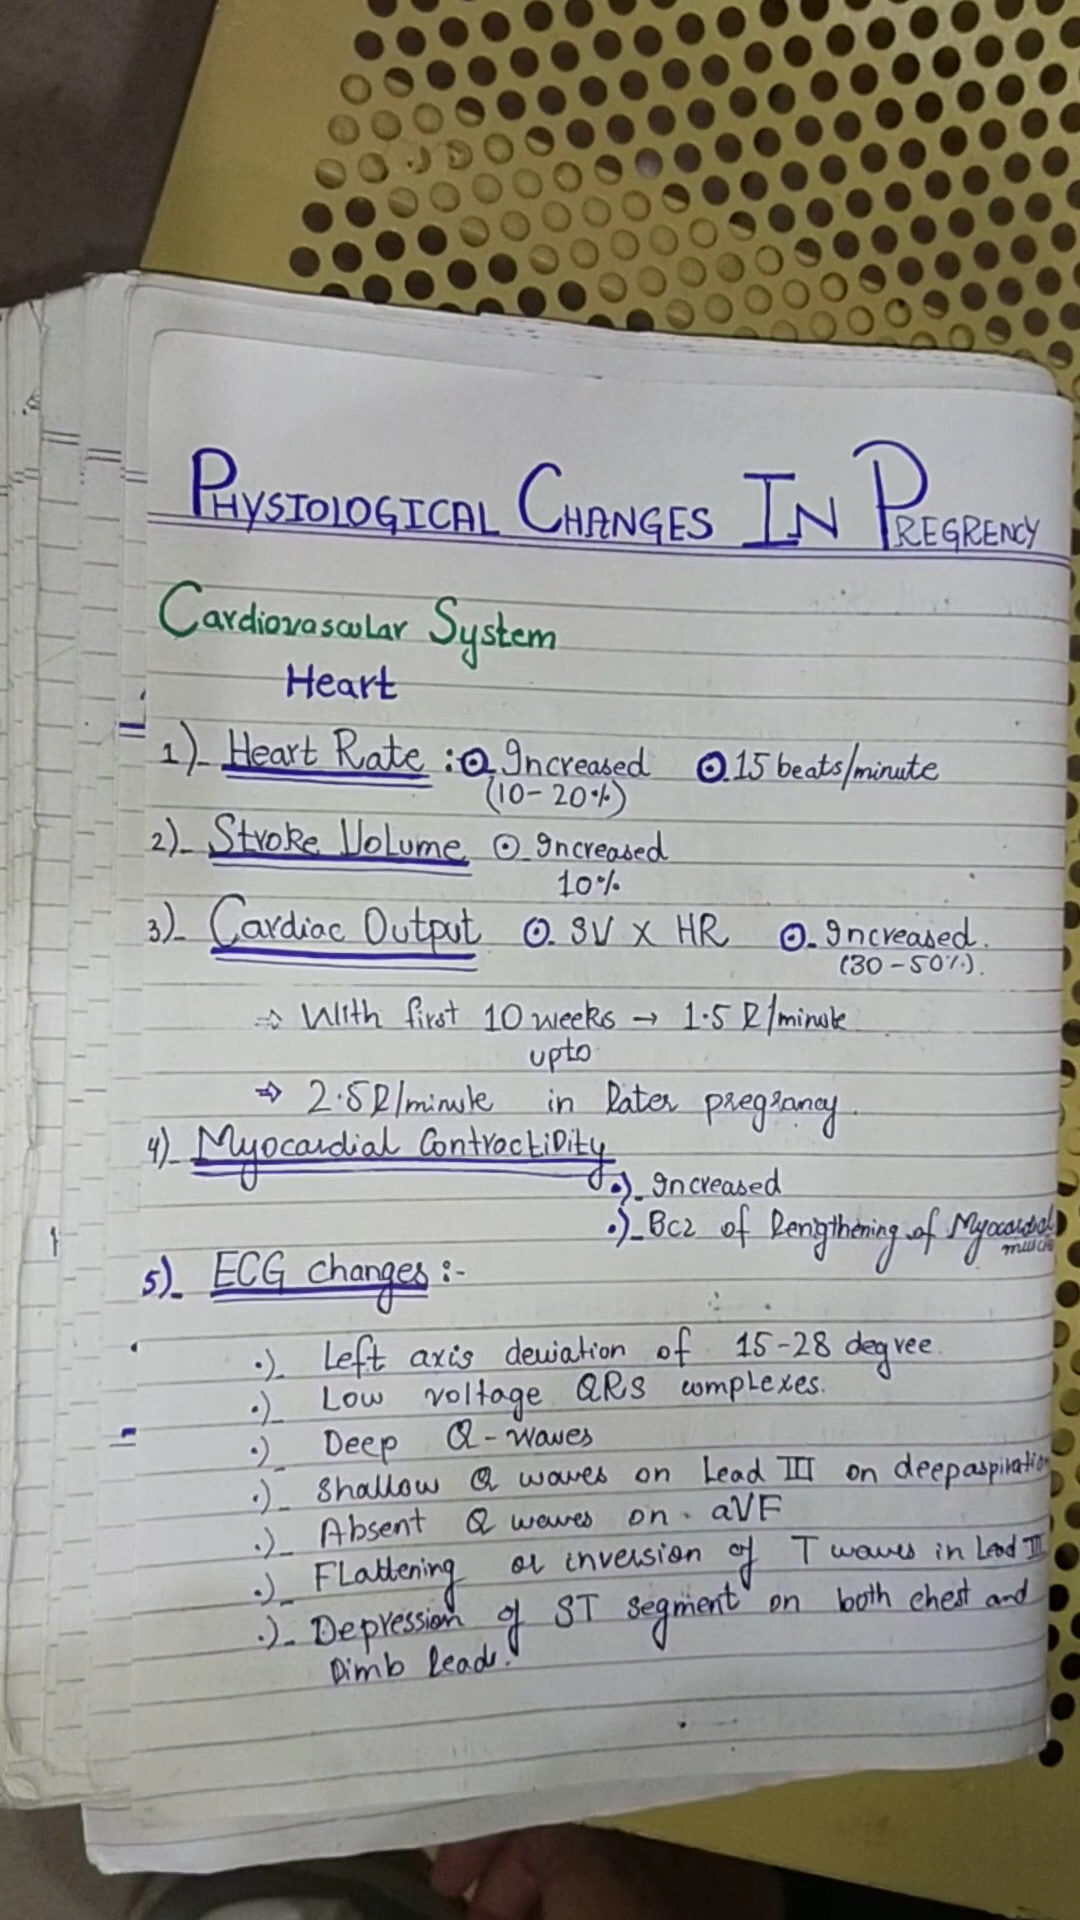 PHYSIOLOGICAL CHANGES IN PREGRENCY
Cardiovascular System
Heart
1)- Heart Rate :⊙ Increased ⊙ 15 beats/minute
(10-20%)
2)- Stroke Volume ⊙- Increased
10%
3)- Cardiac Output ⊙- SV X HR ⊙- Increased.
(30-50%).
⇒ With first 10 weeks → 1.5 l/minute
upto
⇒ 2.5 l/minute in later pregnancy.
4)- Myocardial Contractility
•)- Increased
•)- Bcz of lengthening of Myocardial
muscle
5)- ECG changes :-
•)- Left axis deviation of 15-28 degree.
•)- Low voltage QRS complexes.
•)- Deep Q-waves
•)- Shallow Q waves on Lead III on deep aspiration
•)- Absent Q waves on aVF
•)- Flattening or inversion of T waves in Lead III
•)- Depression of ST segment on both chest and
limb leads.